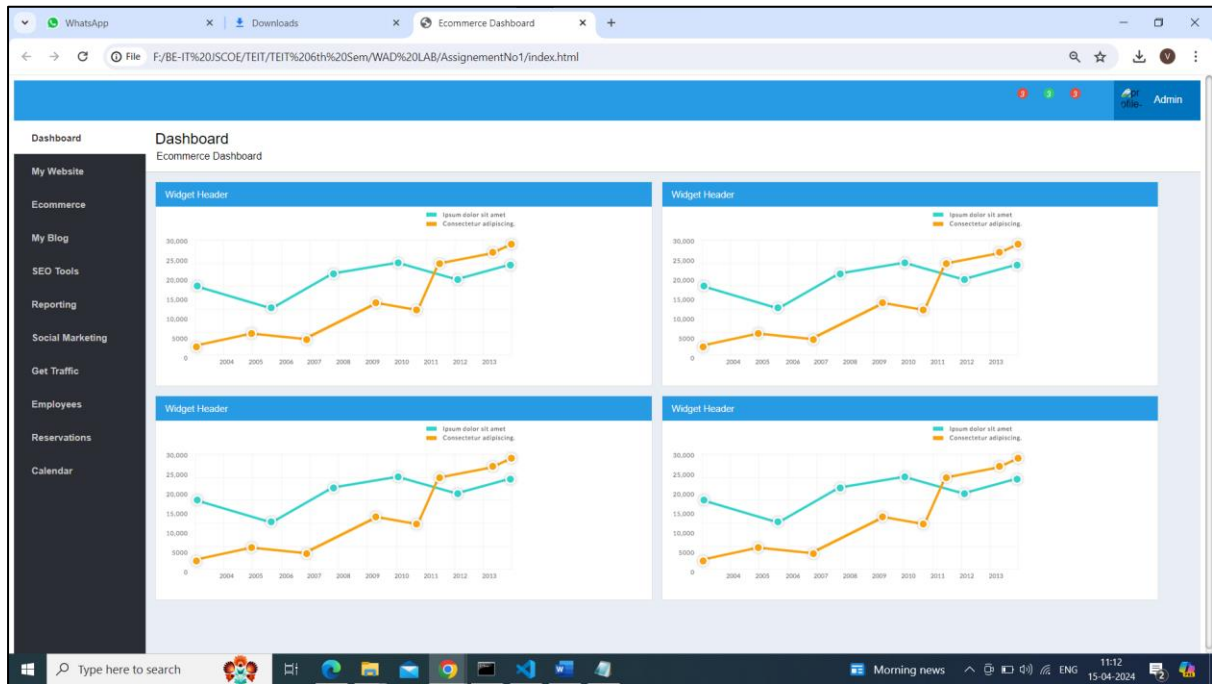 WhatsApp
Downloads
Ecommerce Dashboard
File F:/BE-IT%20JSCOE/TEIT/TEIT%206th%20Sem/WAD%20LAB/AssignementNo1/index.html
V
3 3 3
Admin
Dashboard
My Website
Ecommerce
My Blog
SEO Tools
Reporting
Social Marketing
Get Traffic
Employees
Reservations
Calendar
Dashboard
Ecommerce Dashboard
Widget Header
Ipsum dolor sit amet
Consectetur adipiscing.
30,000
25,000
20,000
15,000
10,000
5000
0
2004 2005 2006 2007 2008 2009 2010 2011 2012 2013
Widget Header
Ipsum dolor sit amet
Consectetur adipiscing.
30,000
25,000
20,000
15,000
10,000
5000
0
2004 2005 2006 2007 2008 2009 2010 2011 2012 2013
Widget Header
Ipsum dolor sit amet
Consectetur adipiscing.
30,000
25,000
20,000
15,000
10,000
5000
0
2004 2005 2006 2007 2008 2009 2010 2011 2012 2013
Widget Header
Ipsum dolor sit amet
Consectetur adipiscing.
30,000
25,000
20,000
15,000
10,000
5000
0
2004 2005 2006 2007 2008 2009 2010 2011 2012 2013
Type here to search
Morning news
ENG
11:12
15-04-2024
2